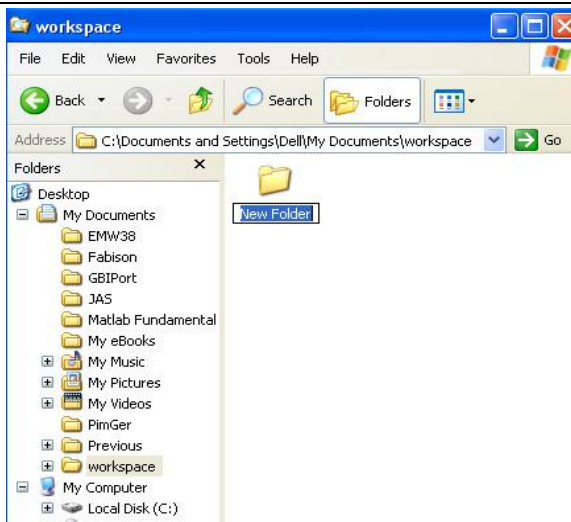 workspace
File Edit View Favorites Tools Help
Back Search Folders
Address C:\Documents and Settings\Dell\My Documents\workspace Go
Folders x
New Folder
Desktop
My Documents
EMW38
Fabison
GBIPort
JAS
Matlab Fundamental
My eBooks
My Music
My Pictures
My Videos
PimGer
Previous
workspace
My Computer
Local Disk (C:)